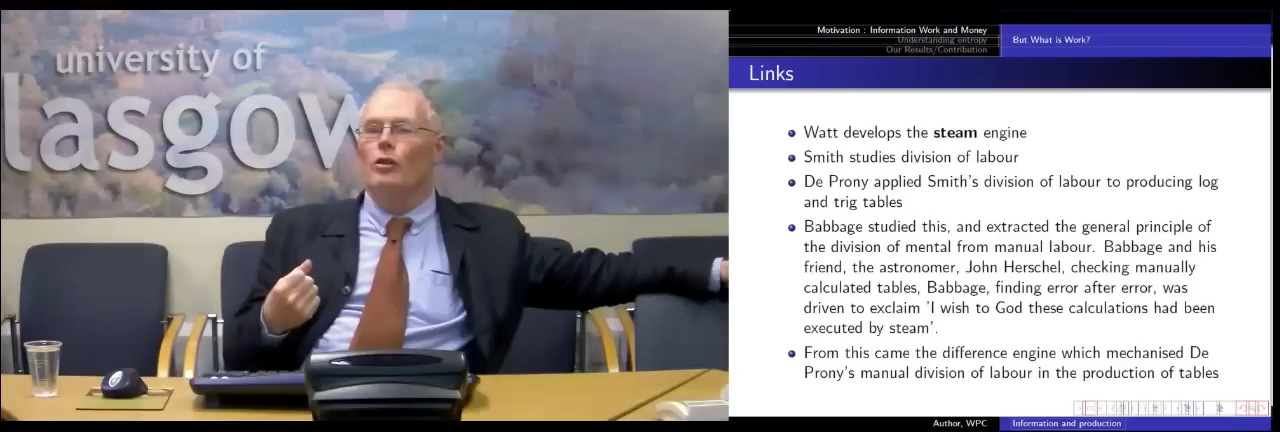 university of
lasgow
Motivation : Information Work and Money
Understanding entropy
Our Results/Contribution
But What is Work?
Links
Watt develops the steam engine
Smith studies division of labour
De Prony applied Smith's division of labour to producing log
and trig tables
Babbage studied this, and extracted the general principle of
the division of mental from manual labour. Babbage and his
friend, the astronomer, John Herschel, checking manually
calculated tables, Babbage, finding error after error, was
driven to exclaim 'I wish to God these calculations had been
executed by steam'.
From this came the difference engine which mechanised De
Prony's manual division of labour in the production of tables
Author, WPC
Information and production